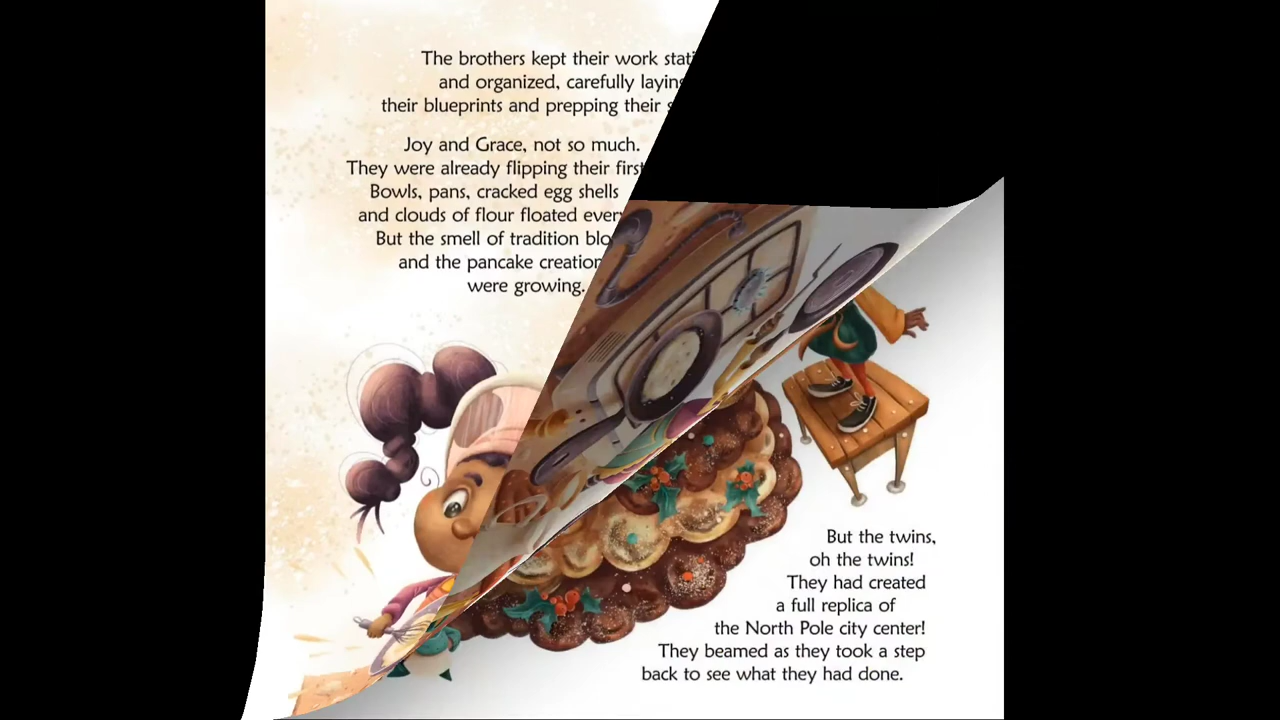 The brothers kept their work
and organized, carefully laying
their blueprints and prepping their
Joy and Grace, not so much.
They were already flipping their first
Bowls, pans, cracked egg shells
and clouds of flour floated
But the smell of tradition
and the pancake
were growing.
But the twins,
oh the twins!
They had created
a full replica of
the North Pole city center!
They beamed as they took a step
back to see what they had done.